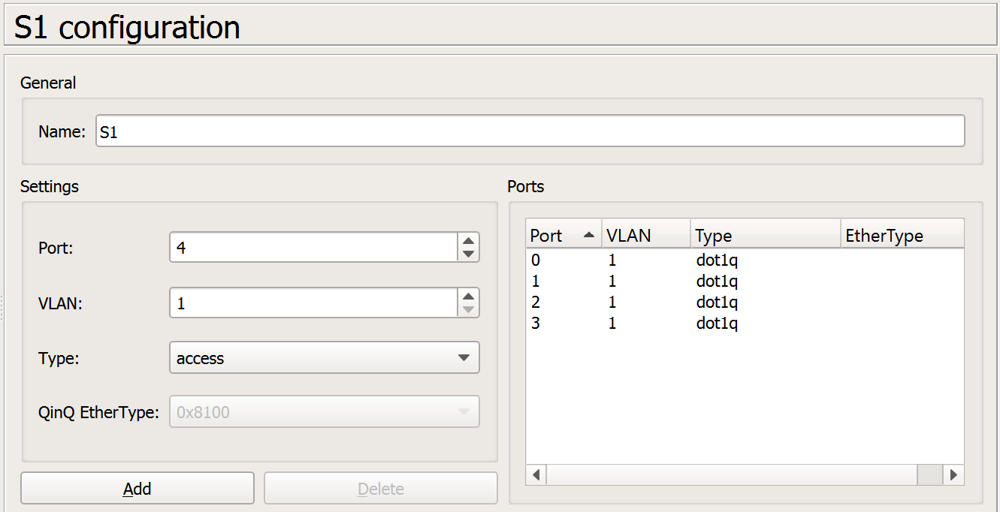 S1 configuration
General
Name: S1
Settings
Port: 4
VLAN: 1
Type: access
QinQ EtherType: 0x8100
Add Delete
Ports
Port VLAN Type EtherType
0 1 dot1q
1 1 dot1q
2 1 dot1q
3 1 dot1q